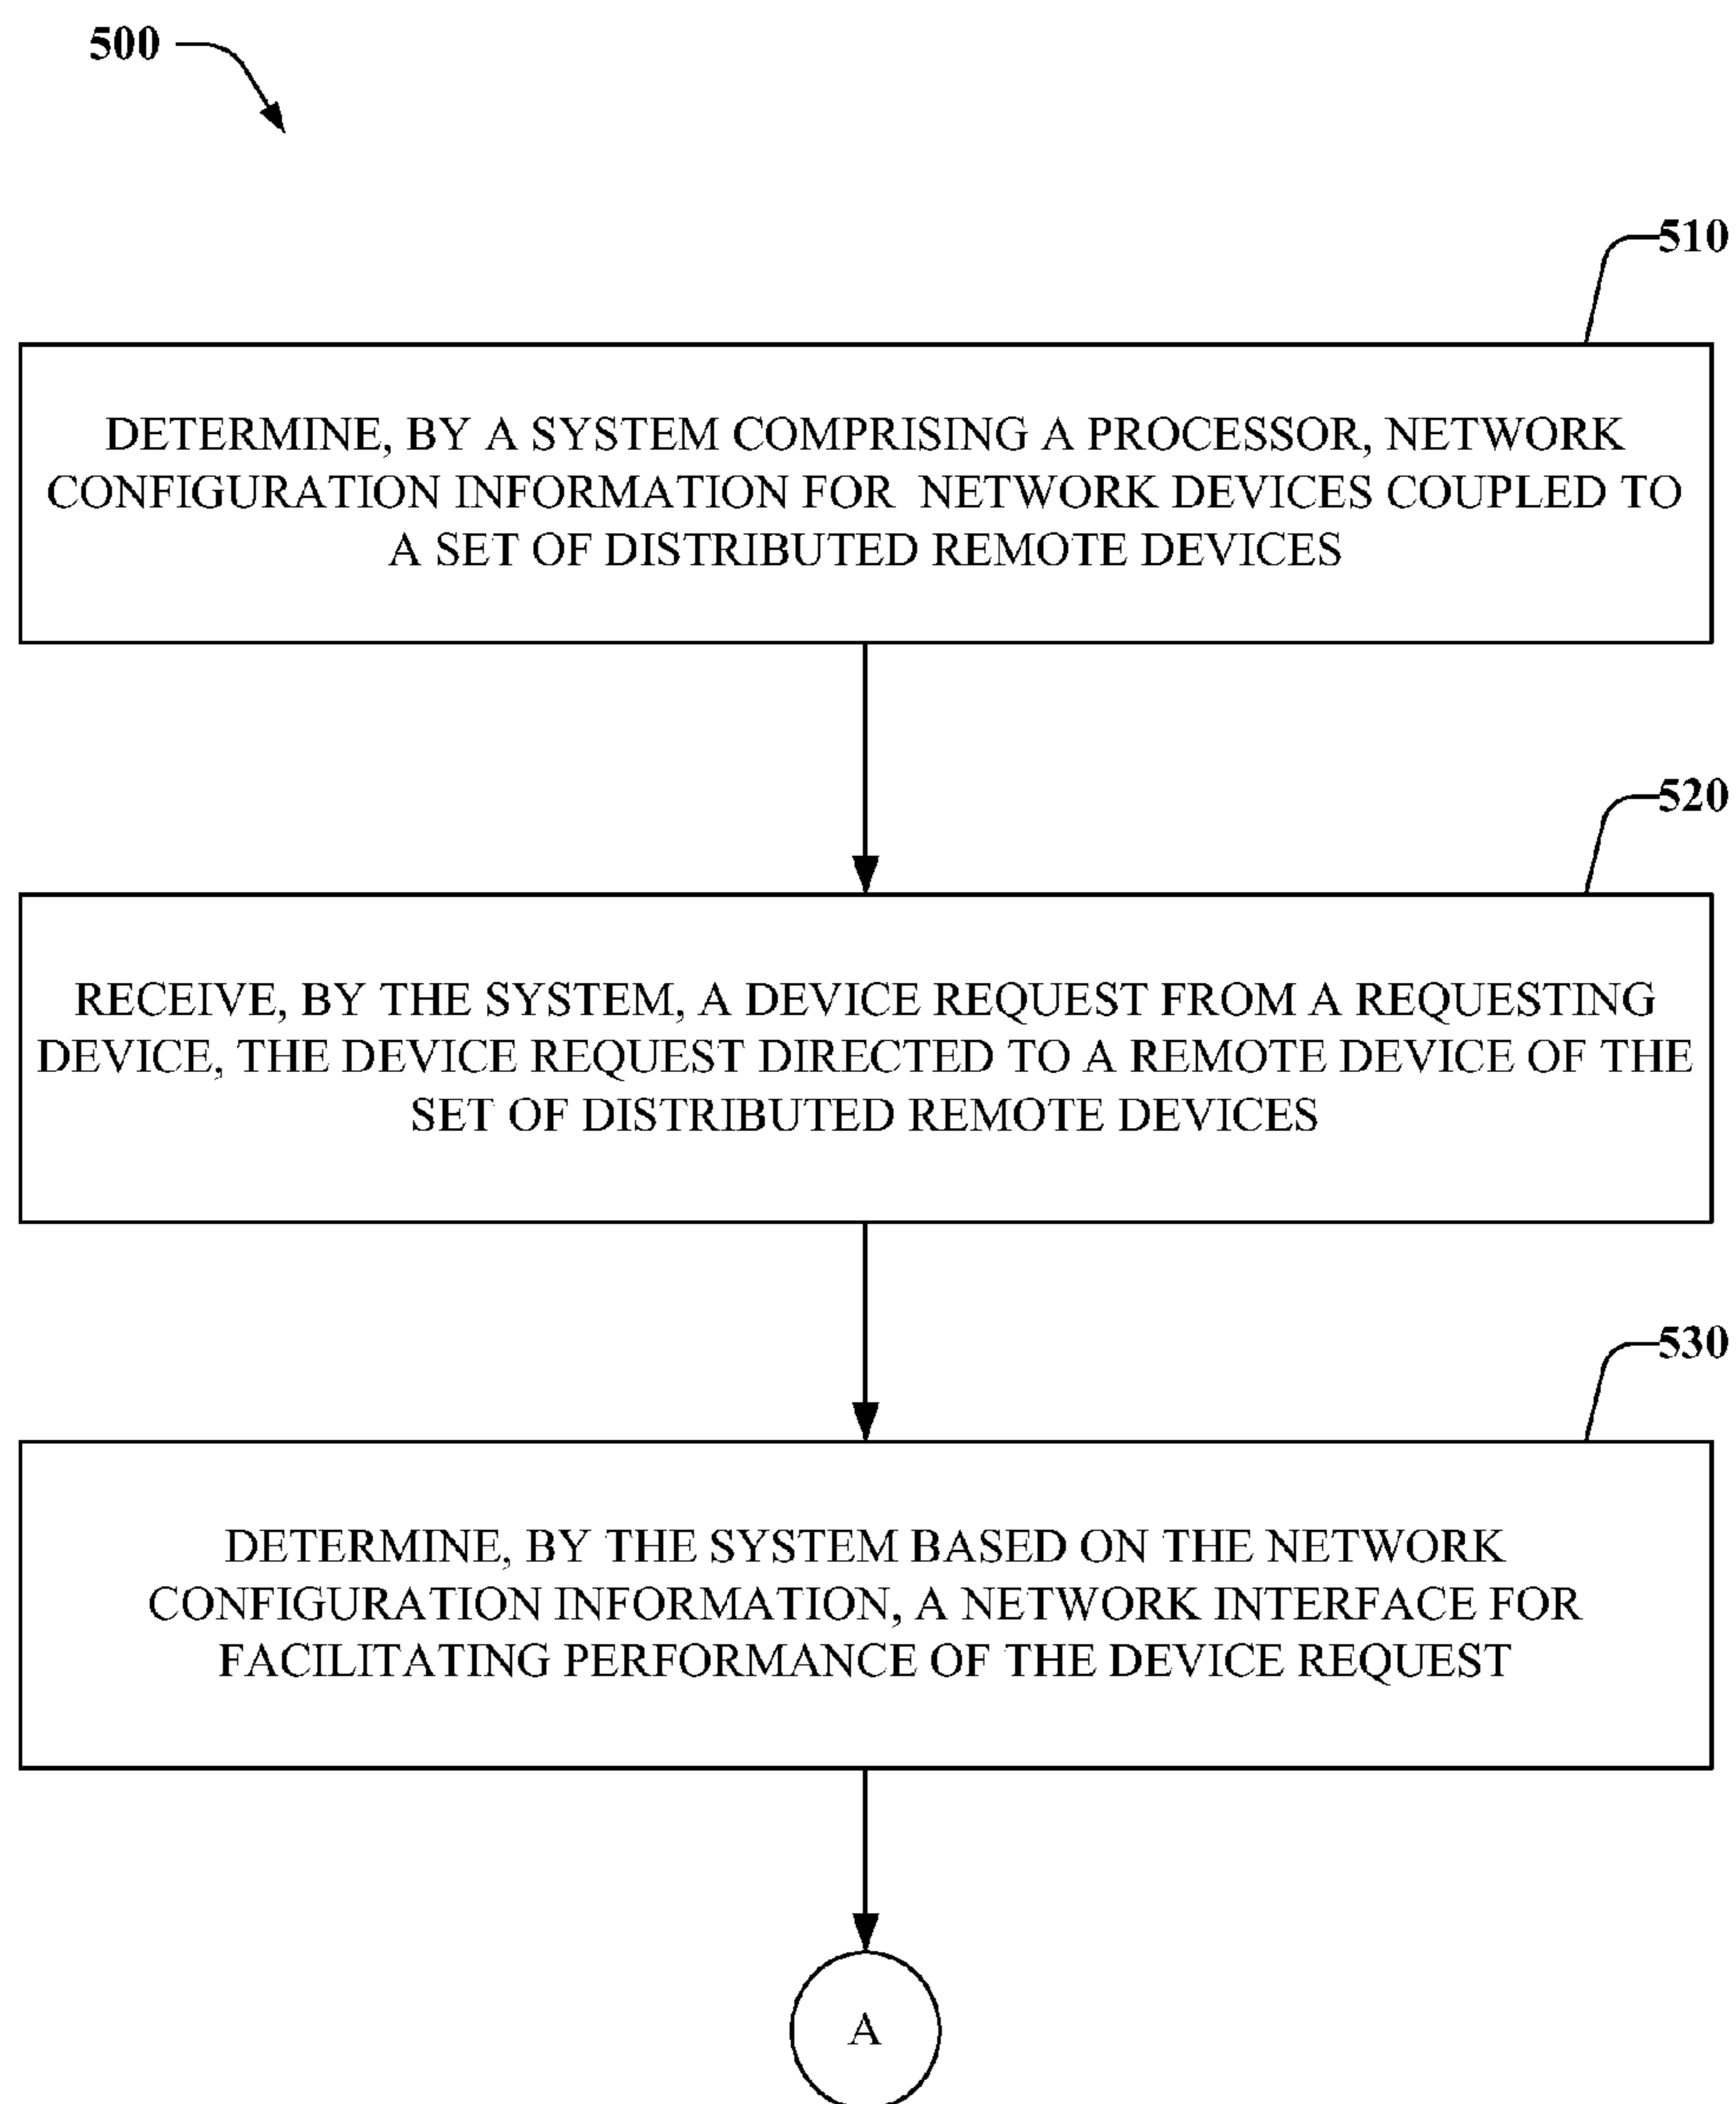 500
510
DETERMINE, BY A SYSTEM COMPRISING A PROCESSOR, NETWORK
CONFIGURATION INFORMATION FOR NETWORK DEVICES COUPLED TO
A SET OF DISTRIBUTED REMOTE DEVICES
520
RECEIVE, BY THE SYSTEM, A DEVICE REQUEST FROM A REQUESTING
DEVICE, THE DEVICE REQUEST DIRECTED TO A REMOTE DEVICE OF THE
SET OF DISTRIBUTED REMOTE DEVICES
530
DETERMINE, BY THE SYSTEM BASED ON THE NETWORK
CONFIGURATION INFORMATION, A NETWORK INTERFACE FOR
FACILITATING PERFORMANCE OF THE DEVICE REQUEST
A